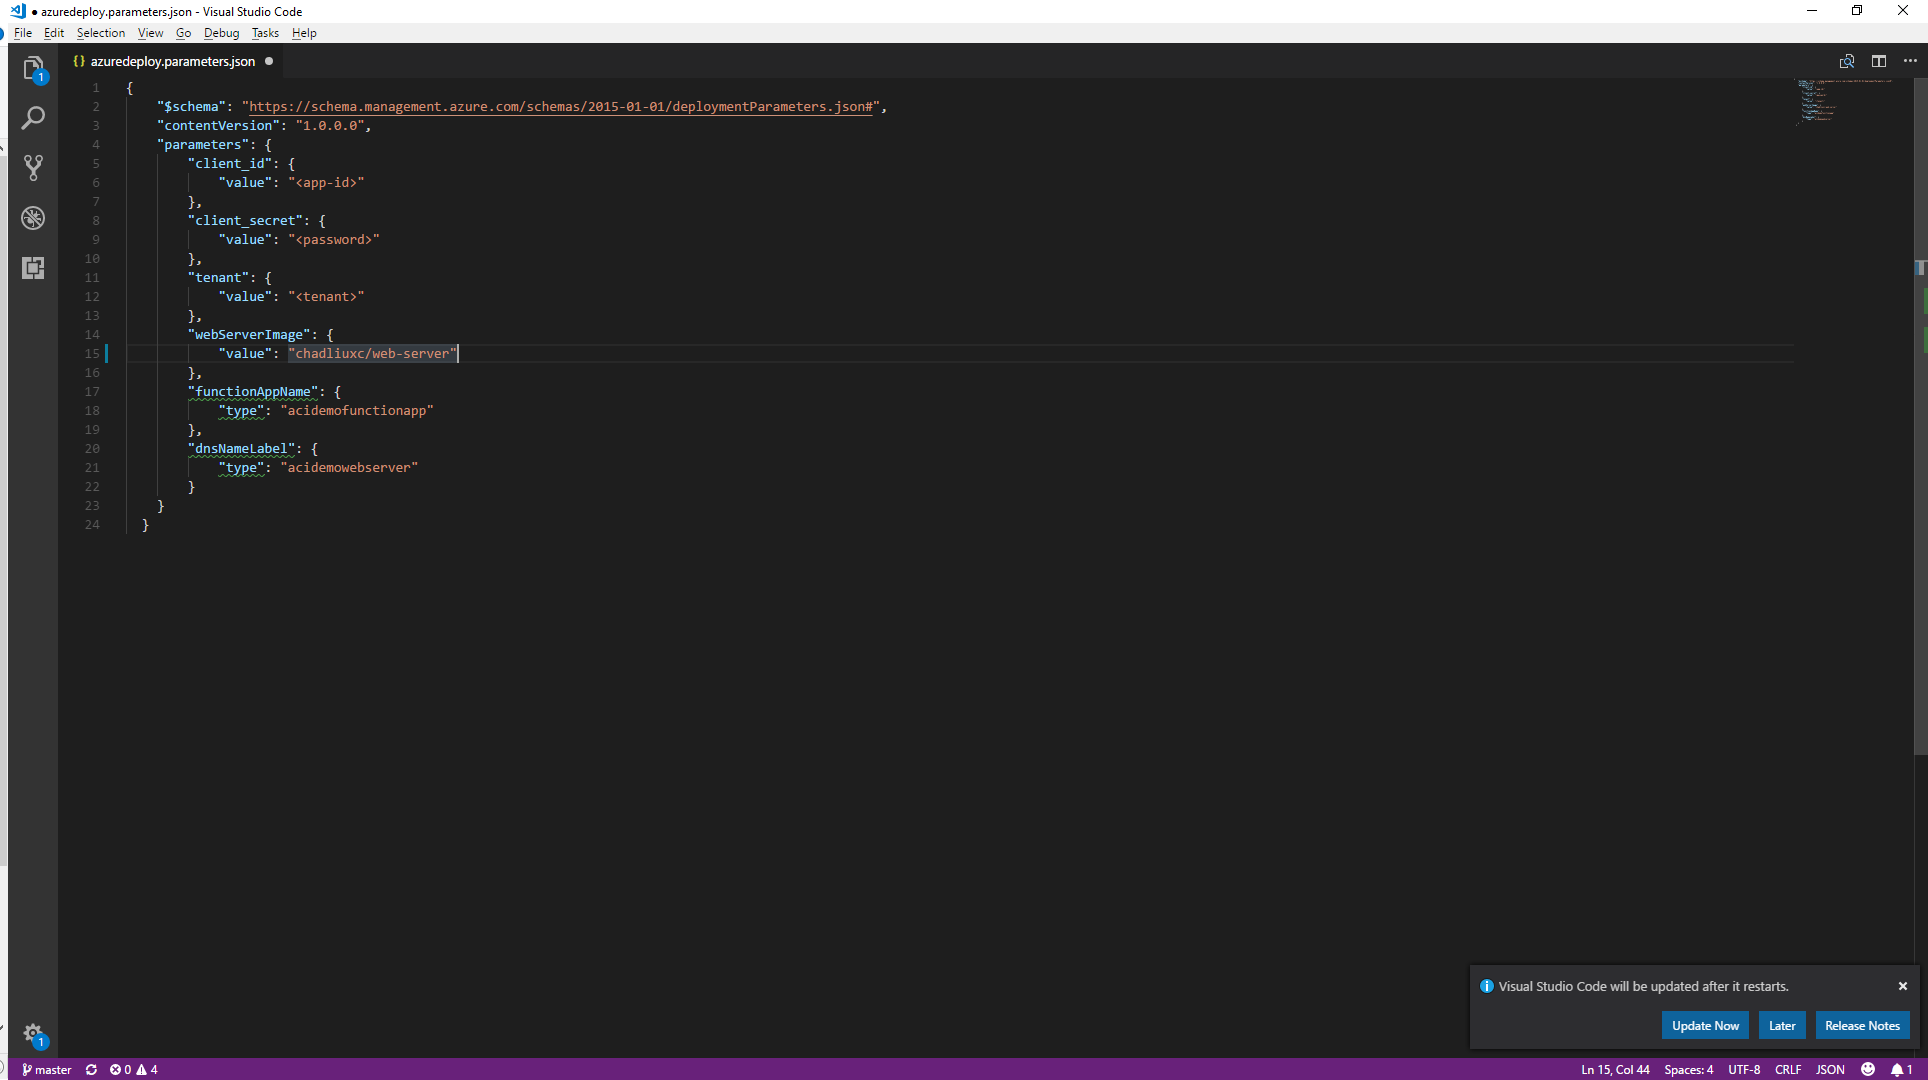 ● azuredeploy.parameters.json - Visual Studio Code
File Edit Selection View Go Debug Tasks Help
1
{} azuredeploy.parameters.json ●
1 {
2 "$schema": "https://schema.management.azure.com/schemas/2015-01-01/deploymentParameters.json#",
3 "contentVersion": "1.0.0.0",
4 "parameters": {
5 "client_id": {
6 "value": "<app-id>"
7 },
8 "client_secret": {
9 "value": "<password>"
10 },
11 "tenant": {
12 "value": "<tenant>"
13 },
14 "webServerImage": {
15 "value": "chadliuxc/web-server"
16 },
17 "functionAppName": {
18 "type": "acidemofunctionapp"
19 },
20 "dnsNameLabel": {
21 "type": "acidemowebserver"
22 }
23 }
24 }
Visual Studio Code will be updated after it restarts.
Update Now Later Release Notes
1
master 0 4 Ln 15, Col 44 Spaces: 4 UTF-8 CRLF JSON 1